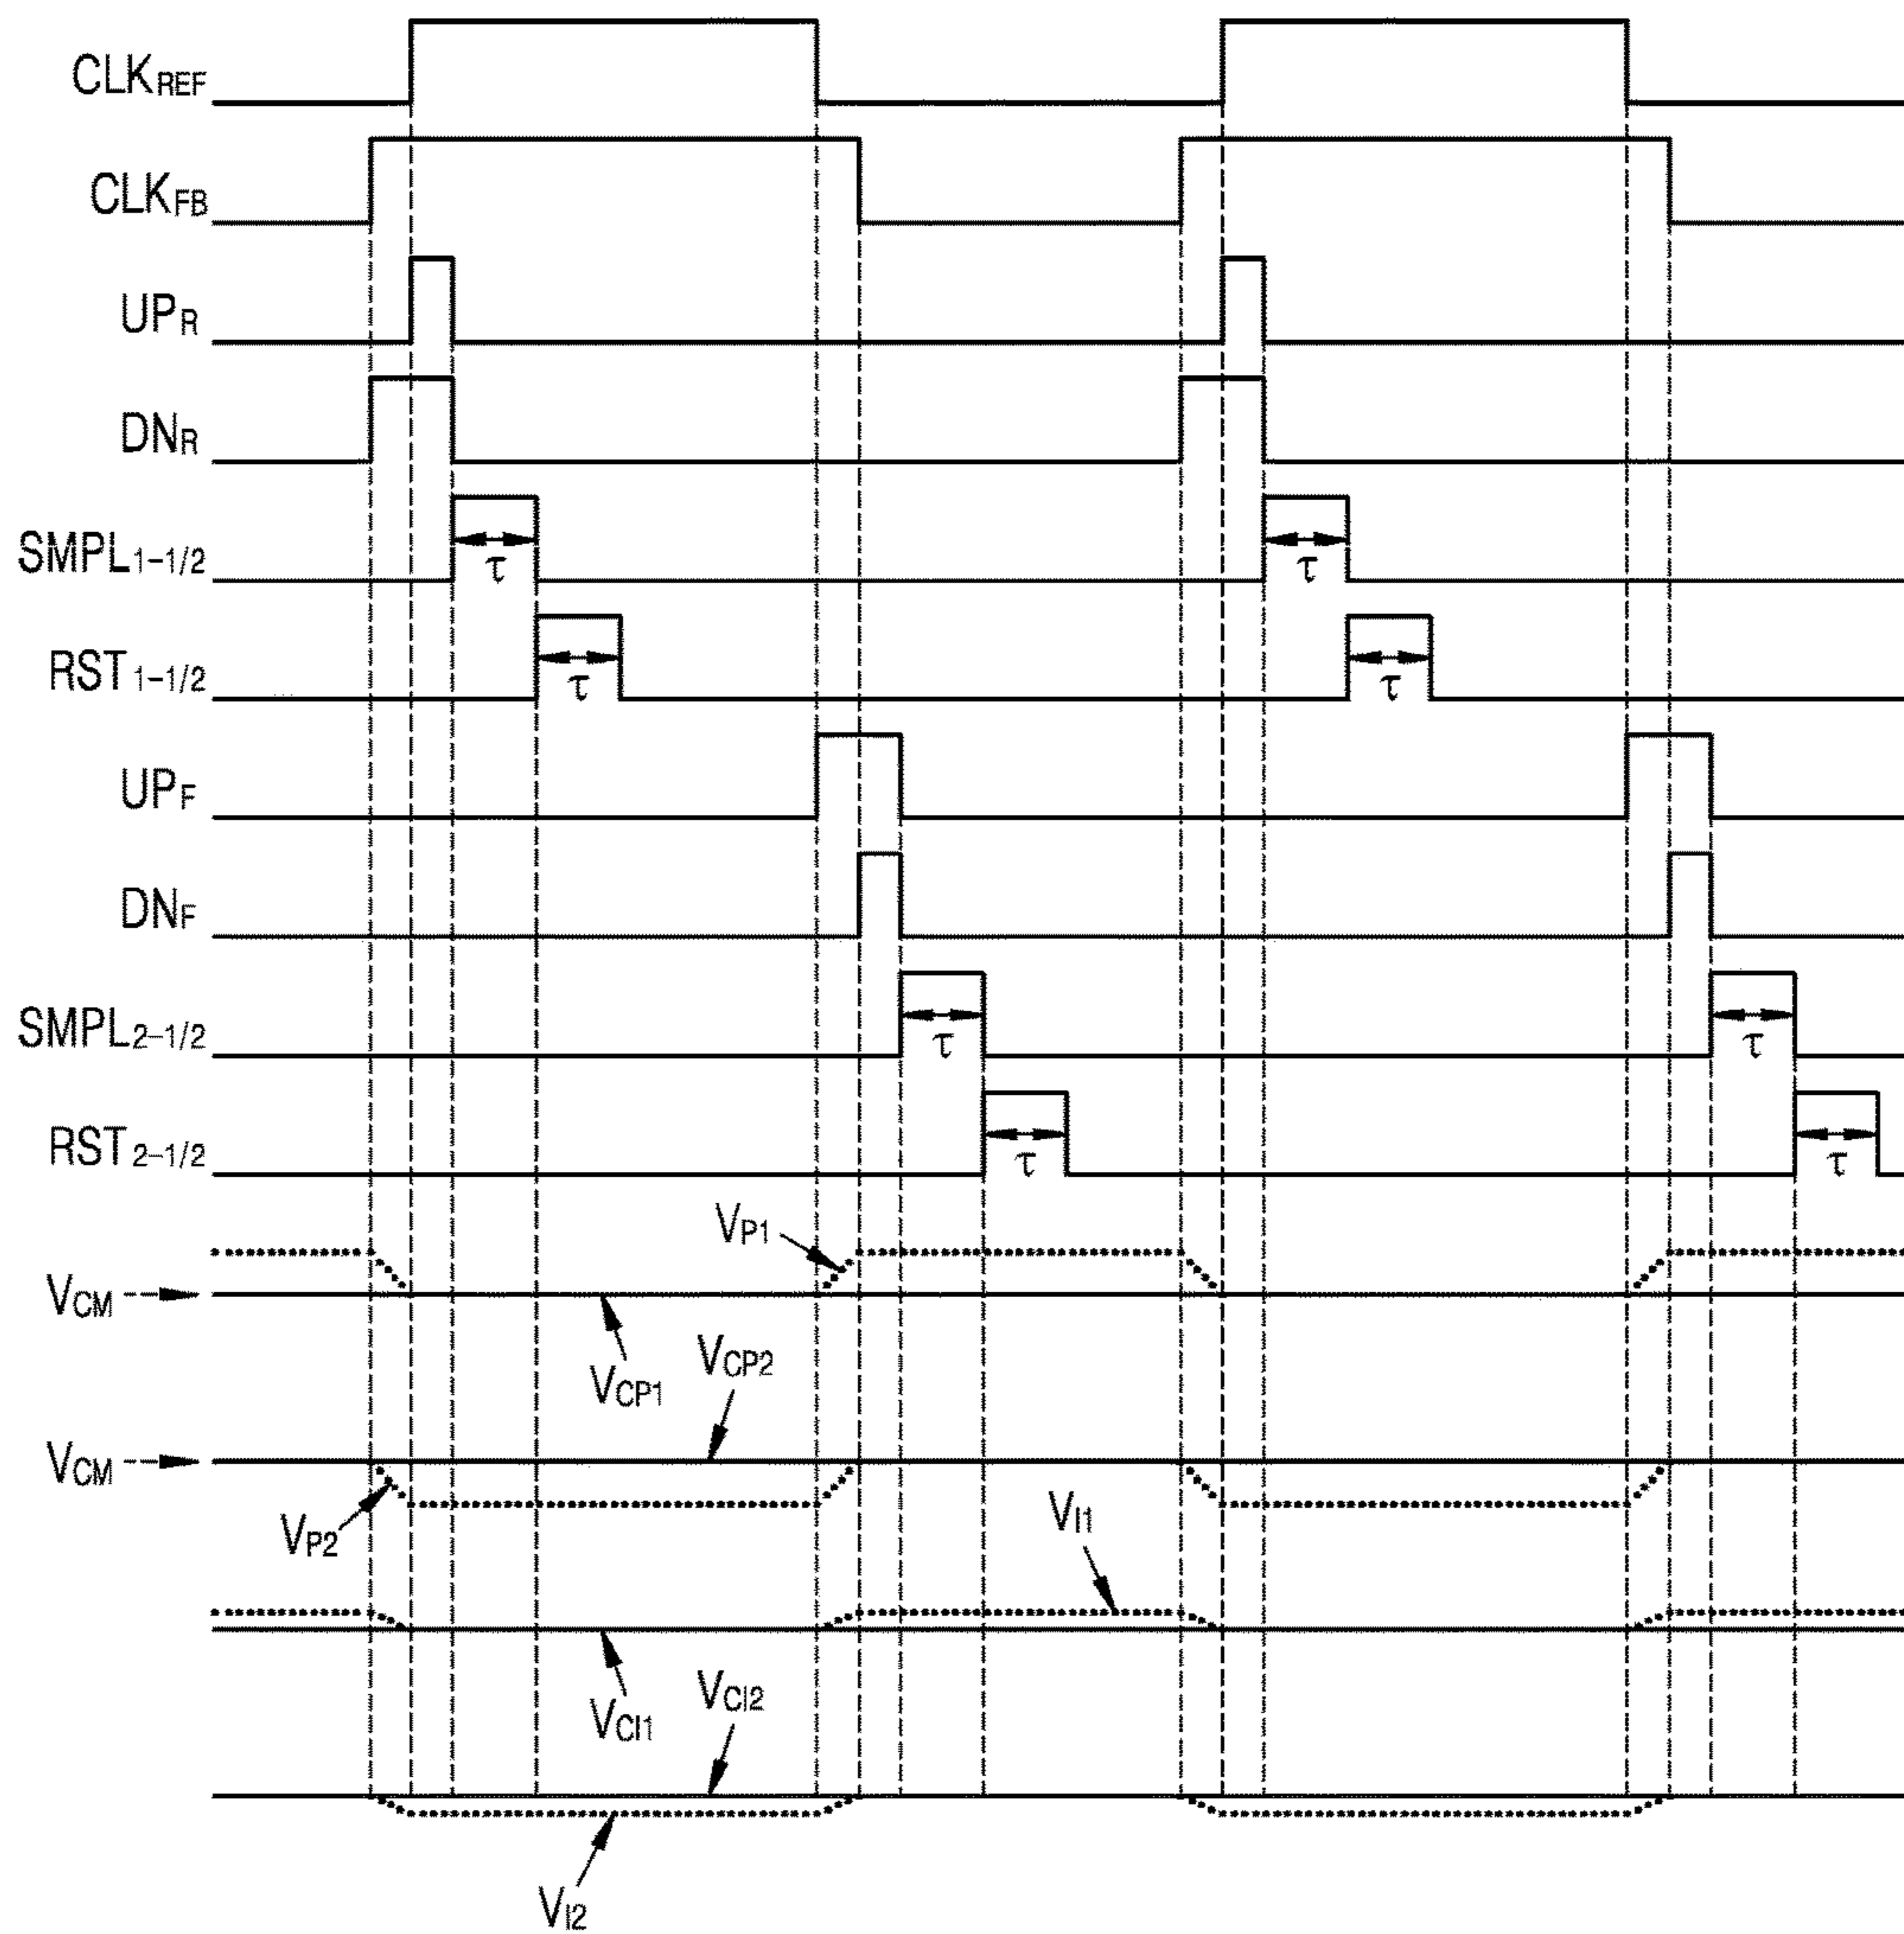 CLKREF
CLKFB
UPR
DNR
SMPL1-1/2
τ
τ
RST1-1/2
τ
τ
UPF
DNF
SMPL2-1/2
τ
τ
RST2-1/2
τ
τ
VP1
VCM
VCP1
VCP2
VCM
VP2
VI1
VCI1
VCI2
VI2